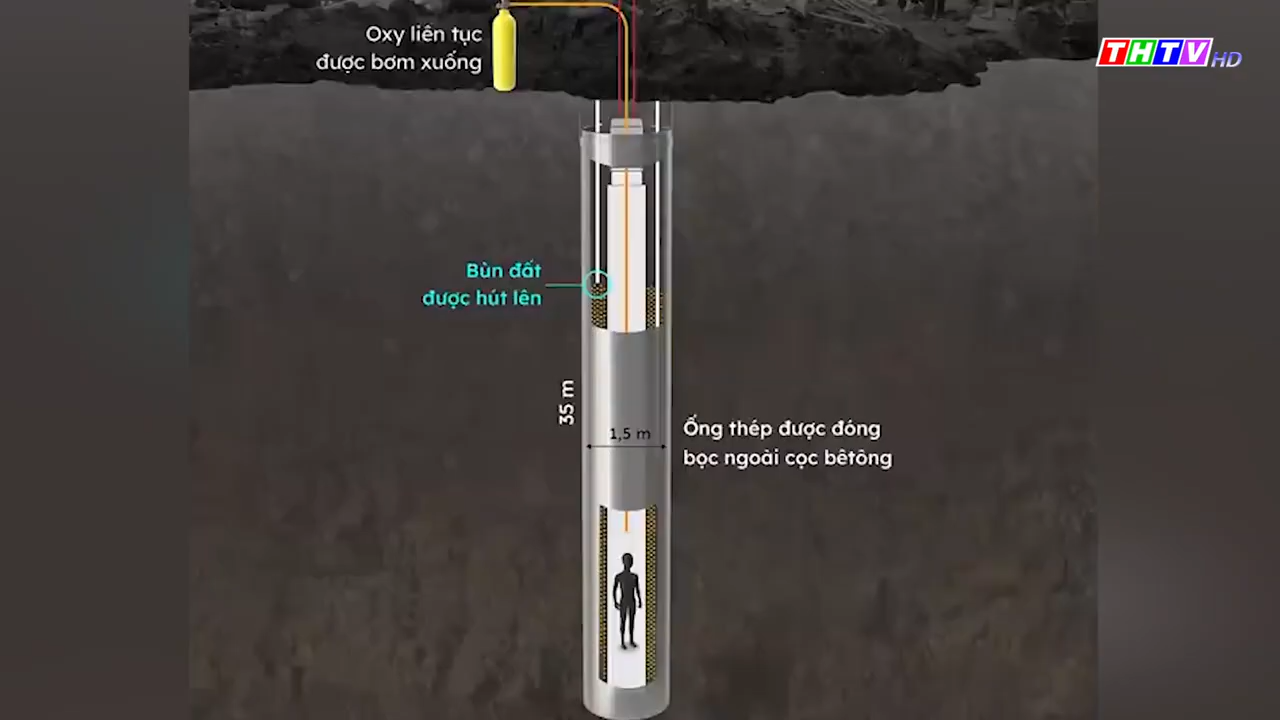 Oxy liên tục
được bơm xuống
THTV HD
Bùn đất
được hút lên
35 m
1,5 m
Ống thép được đóng
bọc ngoài cọc bêtông